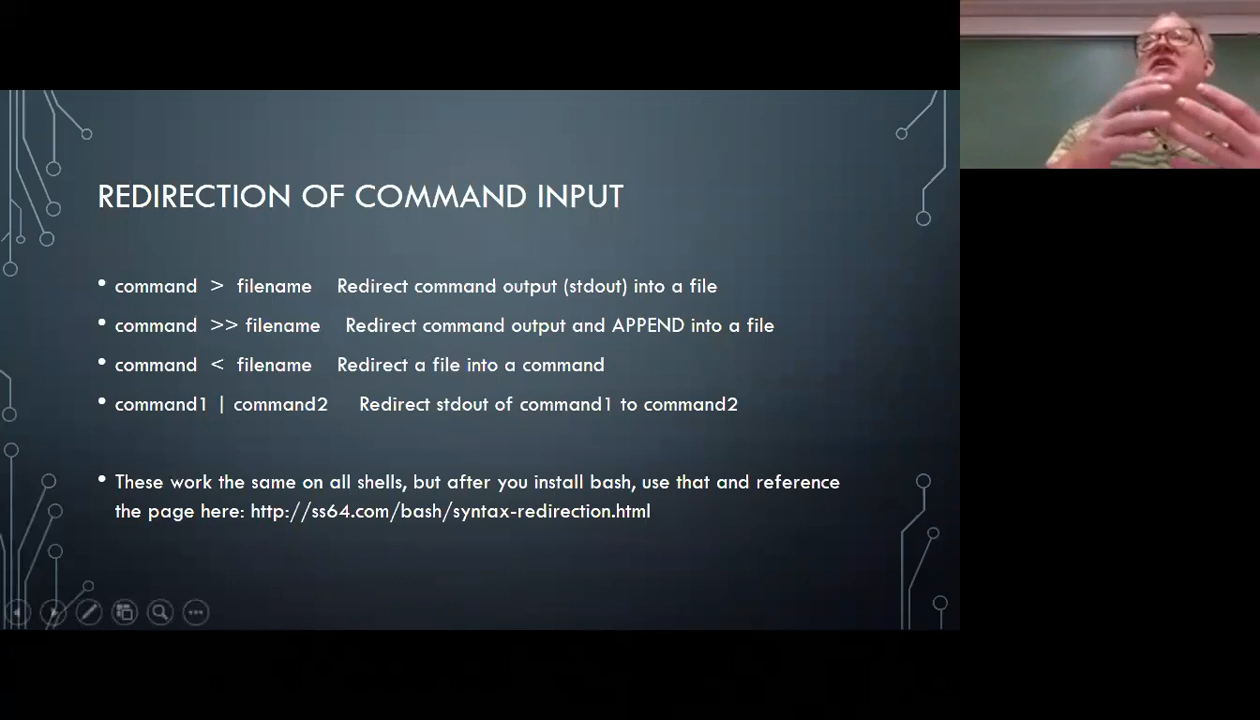 REDIRECTION OF COMMAND INPUT
• command > filename Redirect command output (stdout) into a file
• command >> filename Redirect command output and APPEND into a file
• command < filename Redirect a file into a command
• command1 | command2 Redirect stdout of command1 to command2
• These work the same on all shells, but after you install bash, use that and reference
the page here: http://ss64.com/bash/syntax-redirection.html